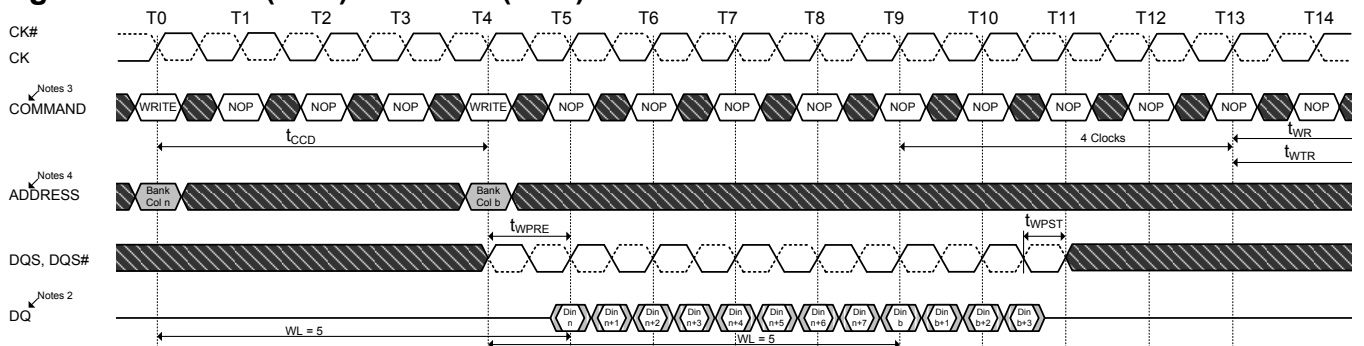 T0 T1 T2 T3 T4 T5 T6 T7 T8 T9 T10 T11 T12 T13 T14
CK#
CK
Notes 3
COMMAND
WRITE NOP NOP NOP WRITE NOP NOP NOP NOP NOP NOP NOP NOP NOP NOP
tCCD
4 Clocks
tWR
tWTR
Notes 4
ADDRESS
Bank
Col n
Bank
Col b
tWPRE
tWPST
DQS, DQS#
Notes 2
DQ
Din
n
Din
n+1
Din
n+2
Din
n+3
Din
n+4
Din
n+5
Din
n+6
Din
n+7
Din
b
Din
b+1
Din
b+2
Din
b+3
WL = 5
WL = 5